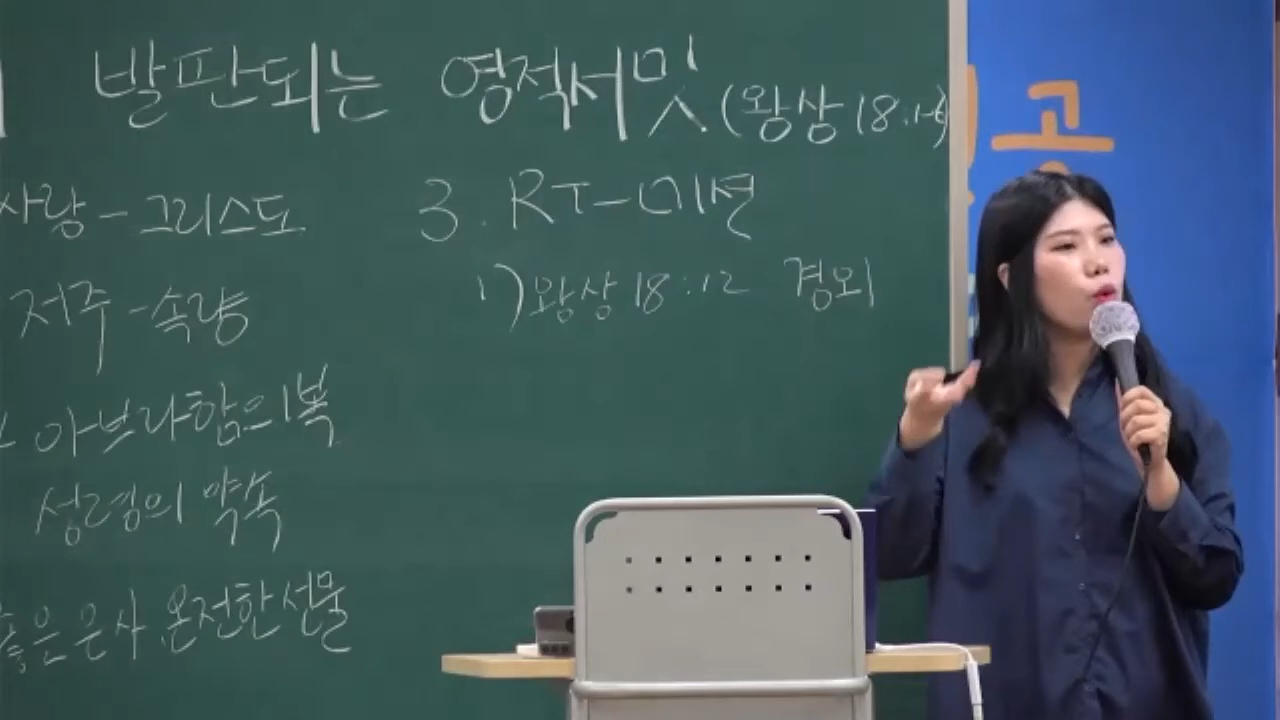 발판되는 영적서밋 (왕상 18:1-6)
사랑 - 그리스도
저주 - 속량
아브라함의 복
성령의 약속
좋은 은사, 온전한 선물
3. RT-미션
1) 왕상 18:12 경외